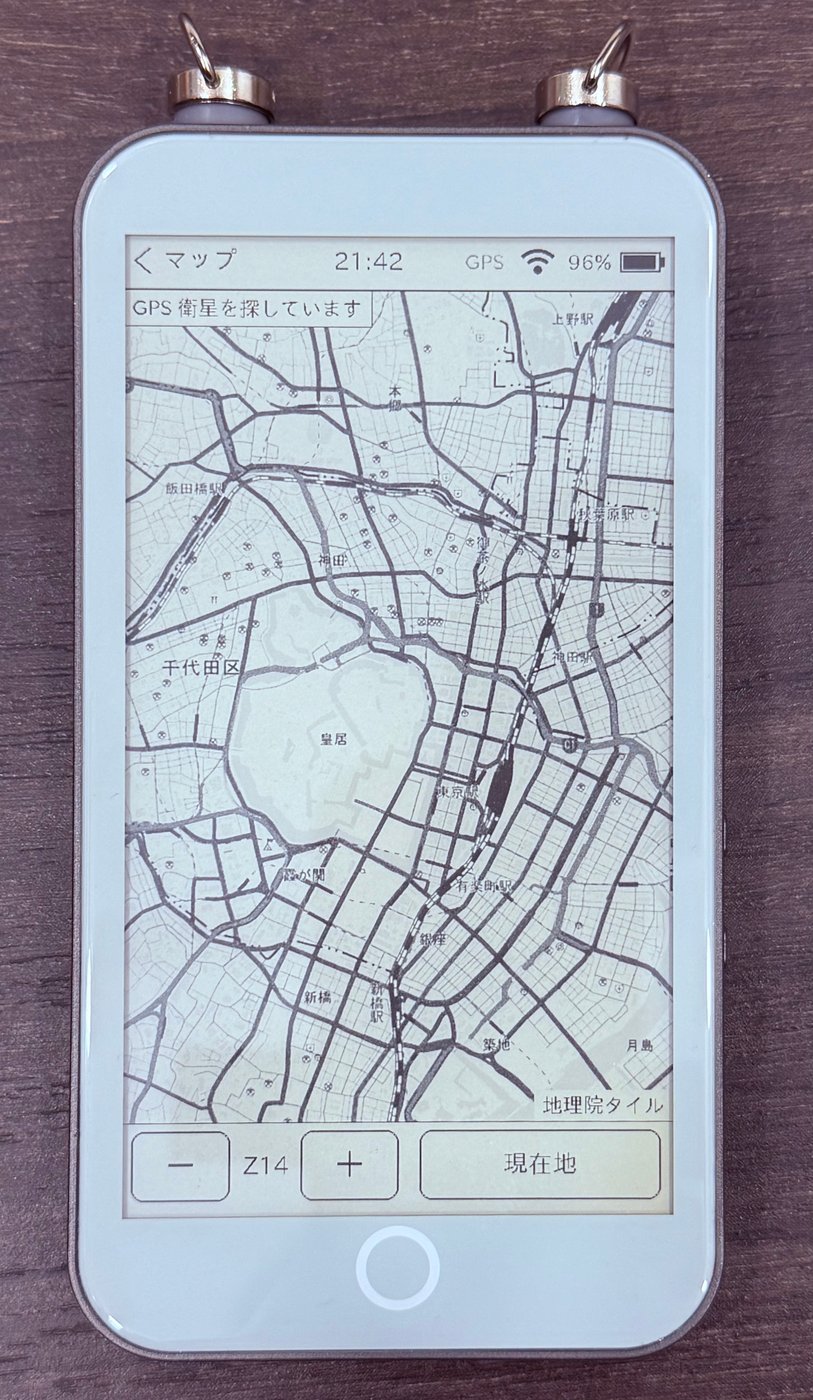 マップ
21:42
GPS
96%
GPS 衛星を探しています
上野駅
本郷
飯田橋駅
秋葉原駅
御茶ノ水駅
神田
神田駅
千代田区
C1
皇居
東京駅
霞が関
有楽町駅
銀座
新橋
新橋駅
築地
月島
地理院タイル
Z14
現在地